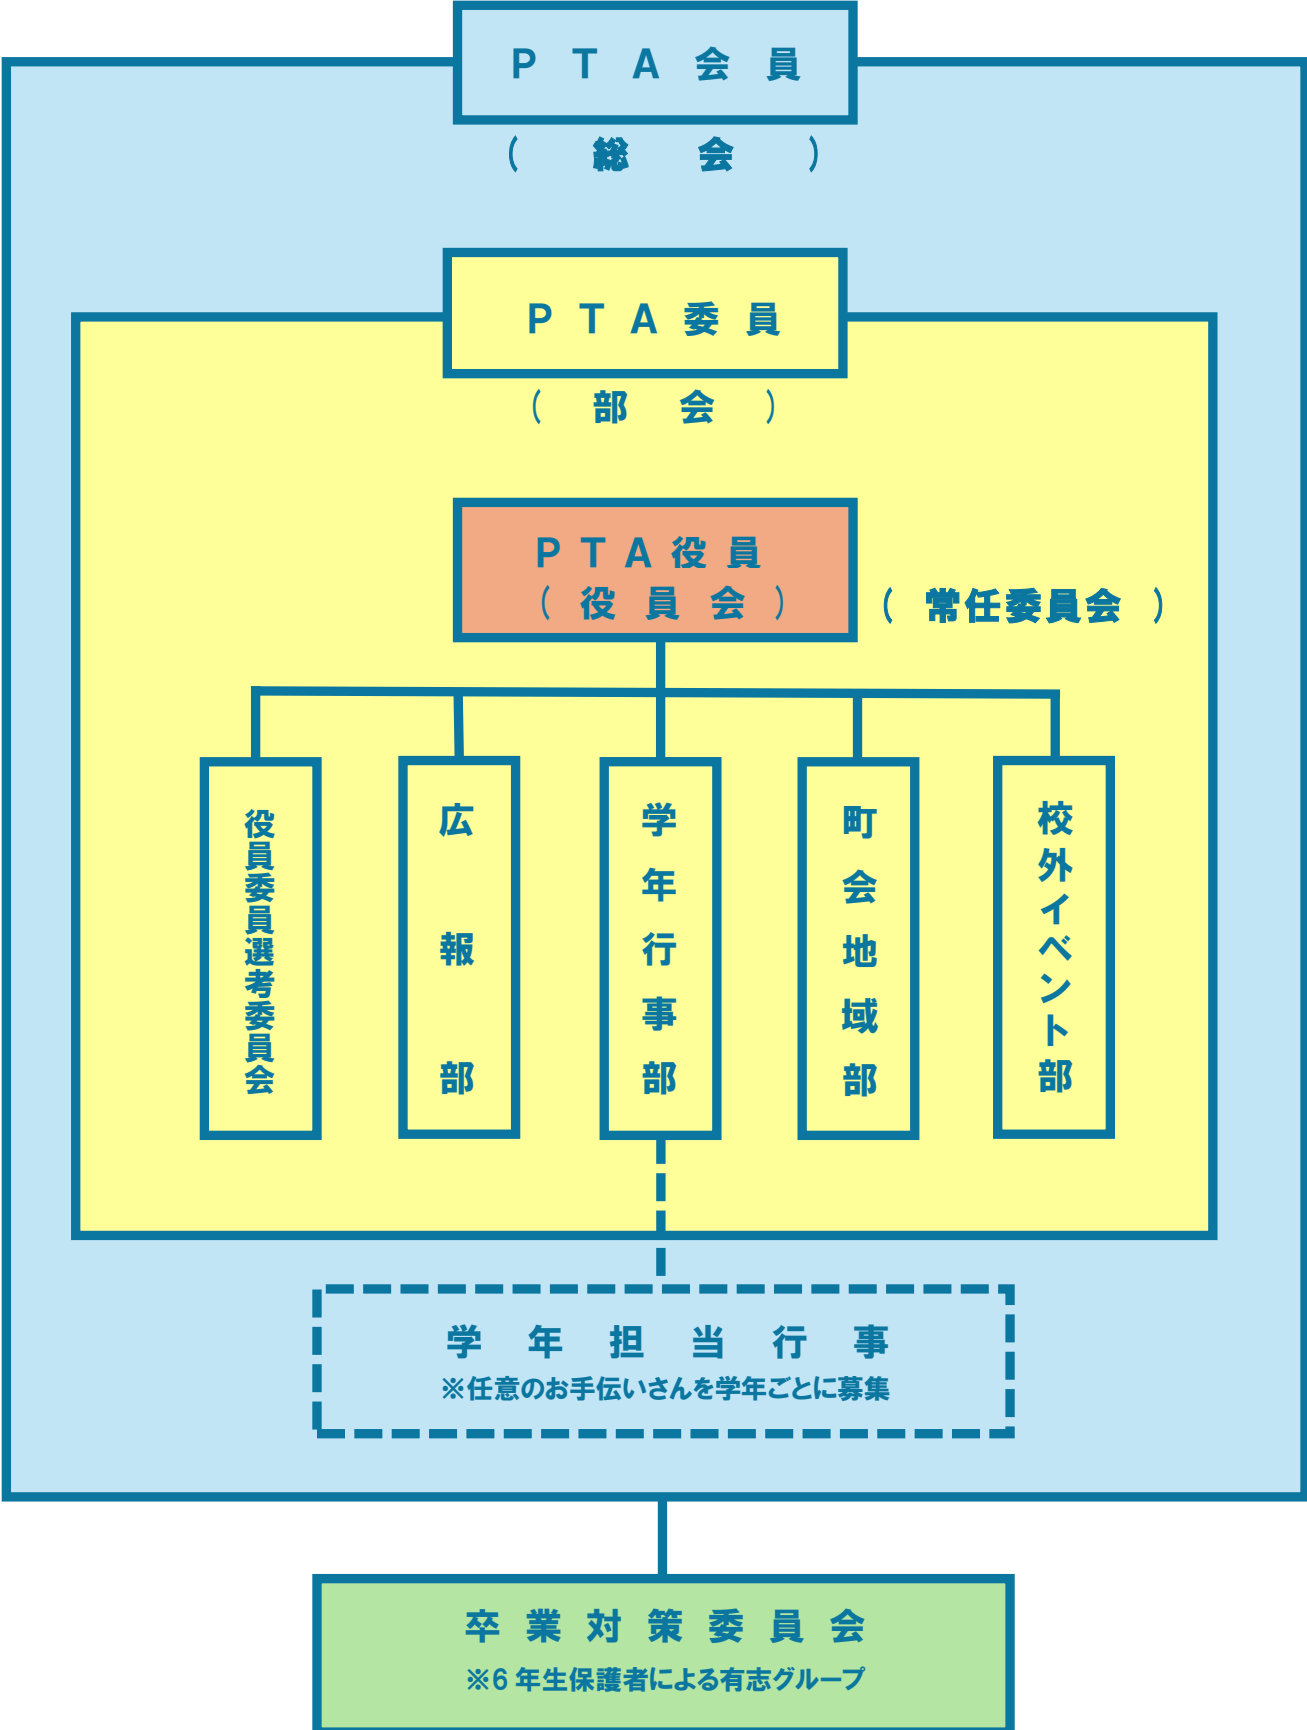 PTA会員
(総会)
PTA委員
(部会)
PTA役員
(役員会)
(常任委員会)
役員委員選考委員会
広報部
学年行事部
町会地域部
校外イベント部
学年担当行事
※任意のお手伝いさんを学年ごとに募集
卒業対策委員会
※6年生保護者による有志グループ